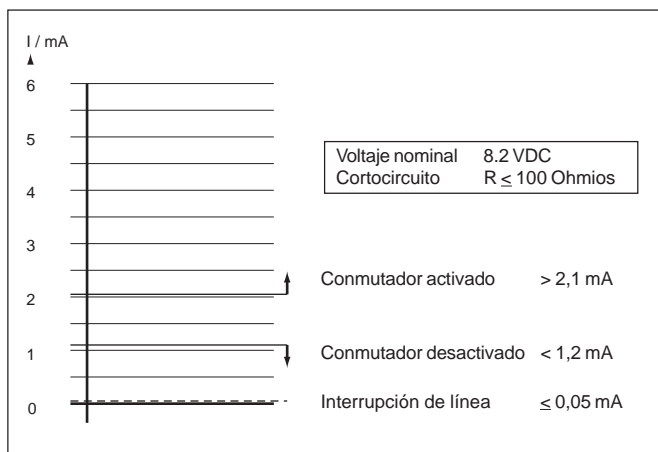 I / mA
6
5
4
3
2
1
0
Voltaje nominal 8.2 VDC
Cortocircuito R ≤ 100 Ohmios
Conmutador activado > 2,1 mA
Conmutador desactivado < 1,2 mA
Interrupción de línea ≤ 0,05 mA